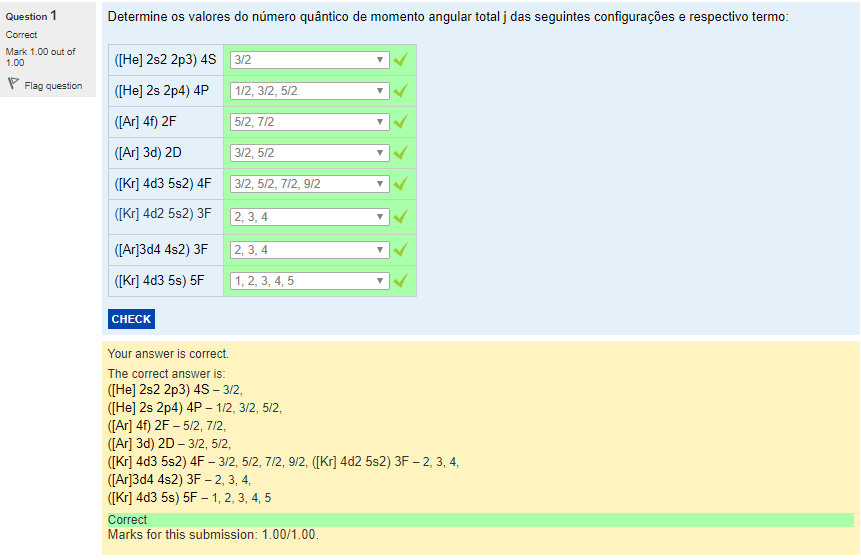 Question 1
Correct
Mark 1.00 out of
1.00
Flag question
Determine os valores do número quântico de momento angular total j das seguintes configurações e respectivo termo:
([He] 2s2 2p3) 4S 3/2
([He] 2s 2p4) 4P 1/2, 3/2, 5/2
([Ar] 4f) 2F 5/2, 7/2
([Ar] 3d) 2D 3/2, 5/2
([Kr] 4d3 5s2) 4F 3/2, 5/2, 7/2, 9/2
([Kr] 4d2 5s2) 3F 2, 3, 4
([Ar]3d4 4s2) 3F 2, 3, 4
([Kr] 4d3 5s) 5F 1, 2, 3, 4, 5
CHECK
Your answer is correct.
The correct answer is:
([He] 2s2 2p3) 4S – 3/2,
([He] 2s 2p4) 4P – 1/2, 3/2, 5/2,
([Ar] 4f) 2F – 5/2, 7/2,
([Ar] 3d) 2D – 3/2, 5/2,
([Kr] 4d3 5s2) 4F – 3/2, 5/2, 7/2, 9/2, ([Kr] 4d2 5s2) 3F – 2, 3, 4,
([Ar]3d4 4s2) 3F – 2, 3, 4,
([Kr] 4d3 5s) 5F – 1, 2, 3, 4, 5
Correct
Marks for this submission: 1.00/1.00.